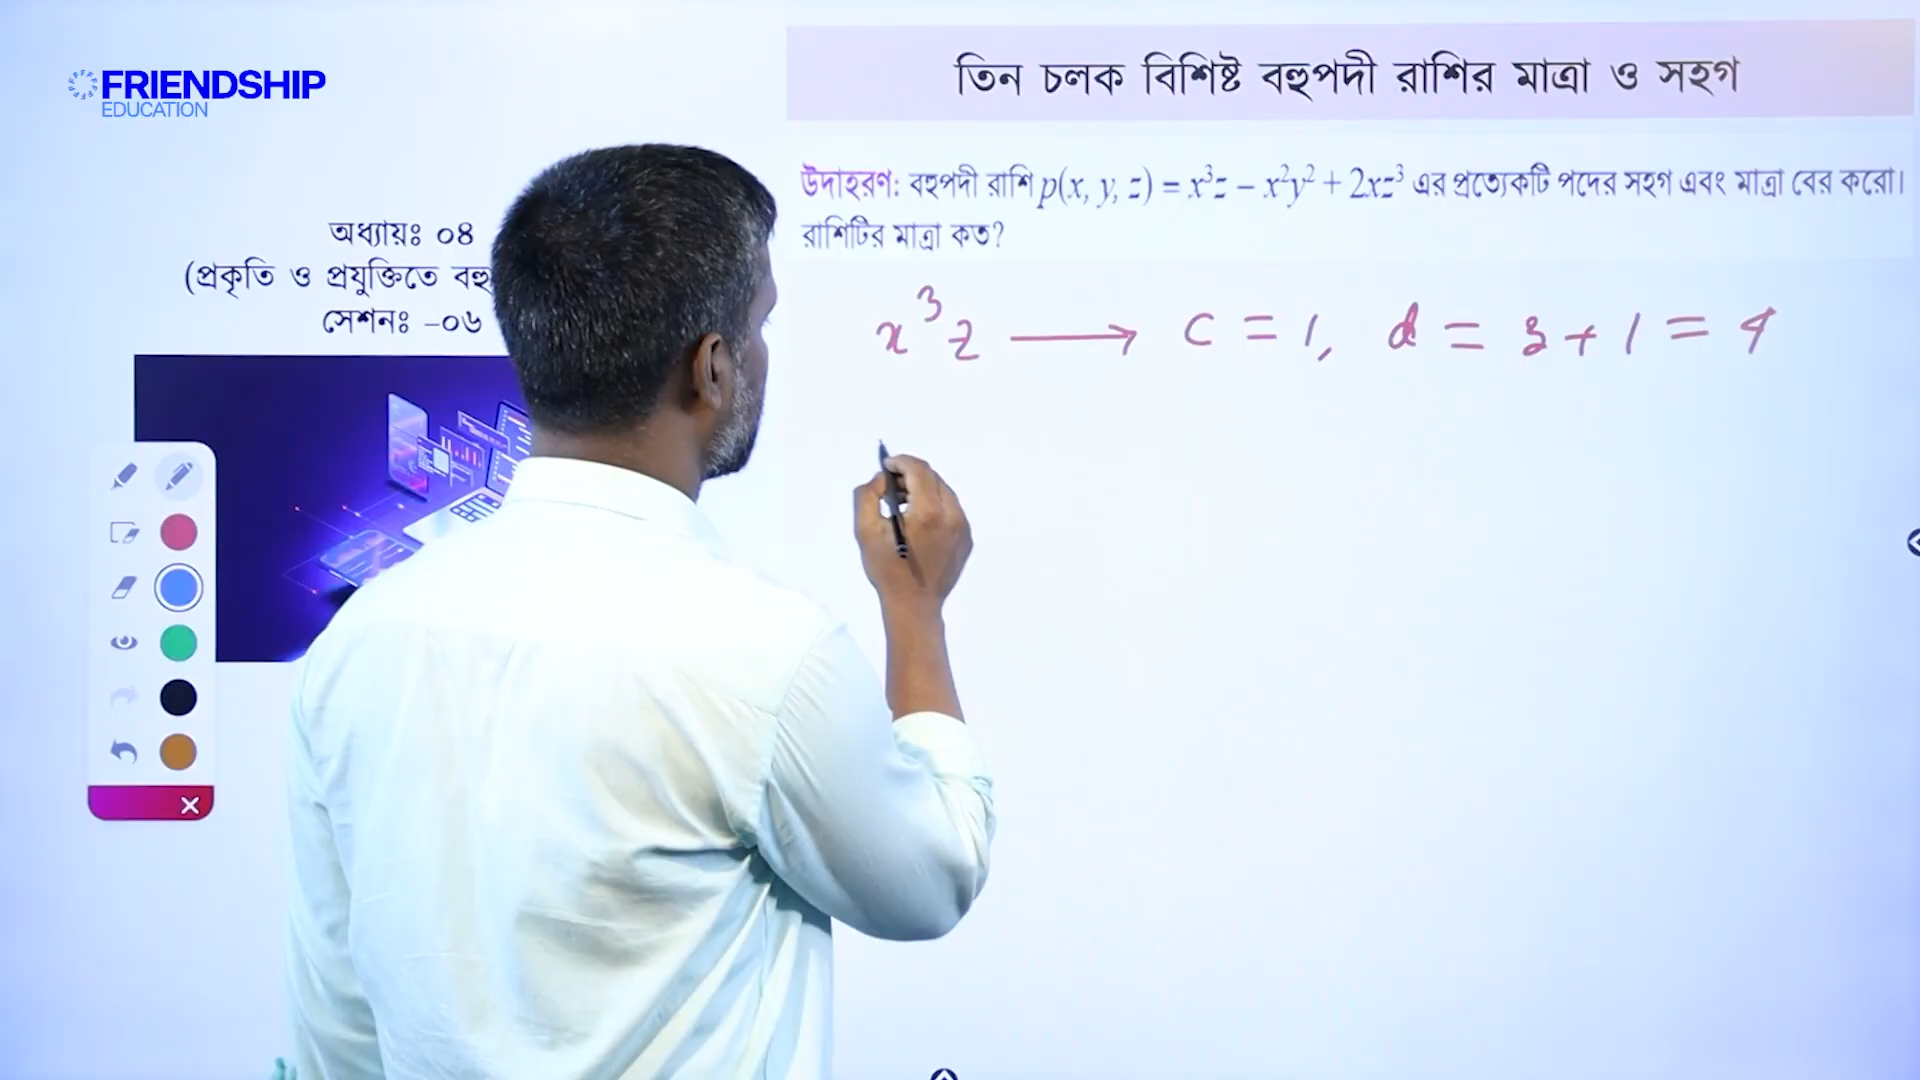 FRIENDSHIP
EDUCATION
তিন চলক বিশিষ্ট বহুপদী রাশির মাত্রা ও সহগ
উদাহরণ: বহুপদী রাশি p(x, y, z) = x³z – x²y² + 2xz³ এর প্রত্যেকটি পদের সহগ এবং মাত্রা বের করো।
রাশিটির মাত্রা কত?
অধ্যায়ঃ ০৪
(প্রকৃতি ও প্রযুক্তিতে বহু
সেশনঃ –০৬
x³z ⟶ c = 1, d = 3 + 1 = 4